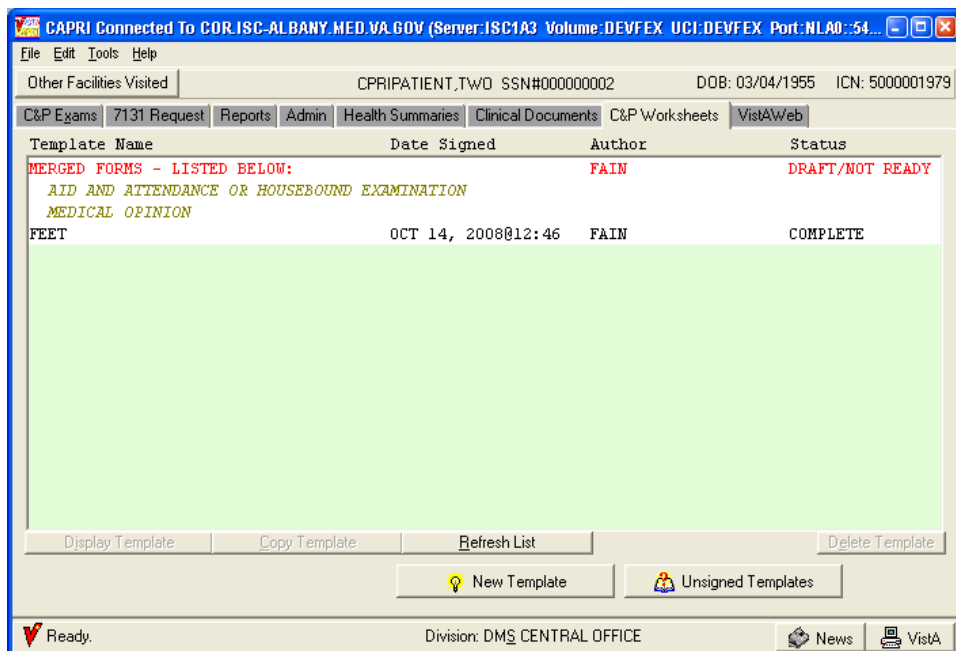 CAPRI Connected To COR.ISC-ALBANY.MED.VA.GOV (Server:ISC1A3 Volume:DEVFEX UCI:DEVFEX Port:NLA0::54...
File Edit Tools Help
Other Facilities Visited CPRIPATIENT,TWO SSN#000000002 DOB: 03/04/1955 ICN: 5000001979
C&P Exams 7131 Request Reports Admin Health Summaries Clinical Documents C&P Worksheets VistAWeb
Template Name Date Signed Author Status
MERGED FORMS - LISTED BELOW: FAIN DRAFT/NOT READY
AID AND ATTENDANCE OR HOUSEBOUND EXAMINATION
MEDICAL OPINION
FEET OCT 14, 2008@12:46 FAIN COMPLETE
Display Template Copy Template Refresh List Delete Template
New Template Unsigned Templates
Ready. Division: DMS CENTRAL OFFICE News VistA